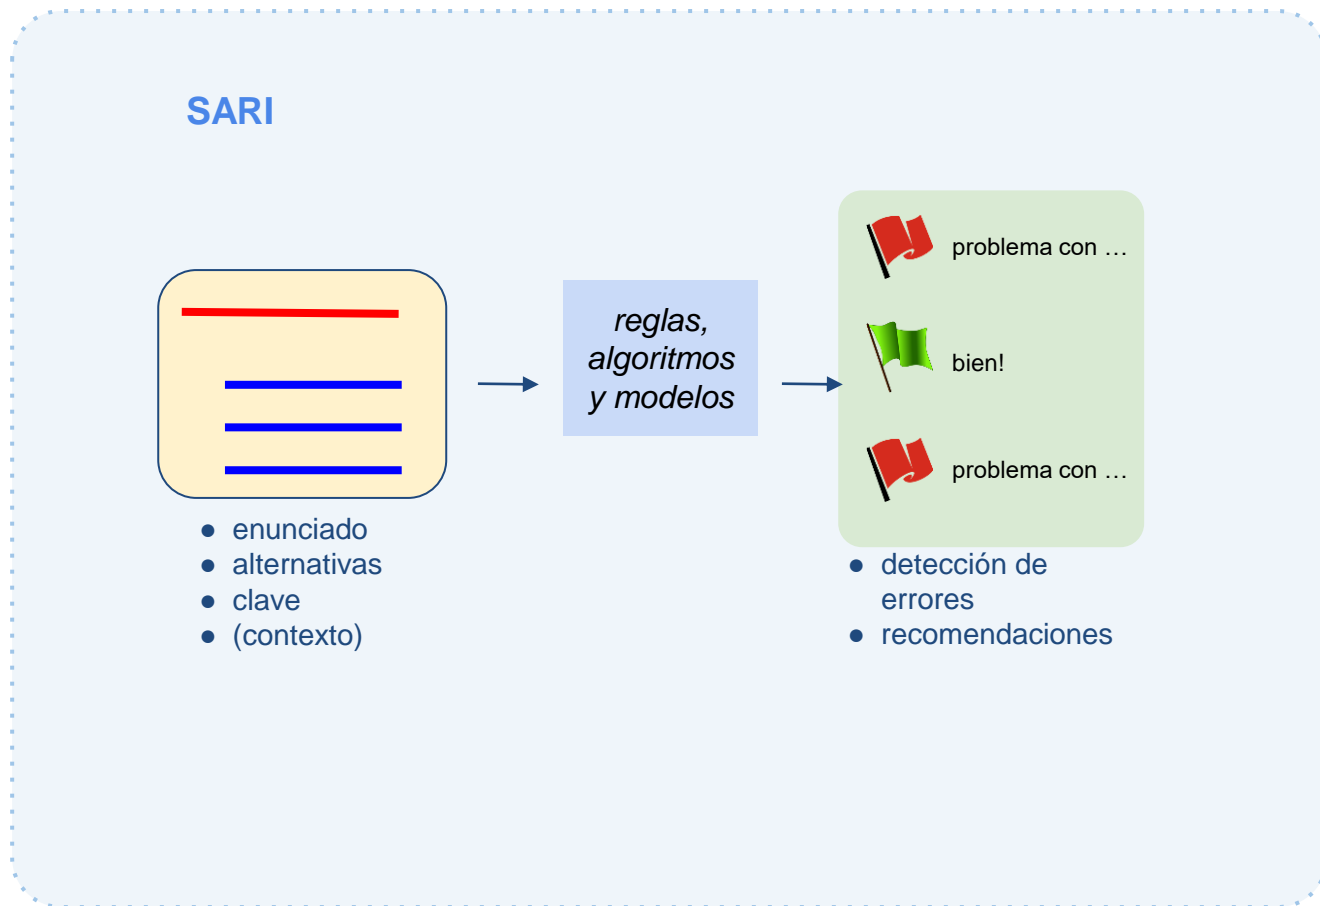 SARI
● enunciado
● alternativas
● clave
● (contexto)
reglas,
algoritmos
y modelos
problema con …
bien!
problema con …
● detección de
errores
● recomendaciones